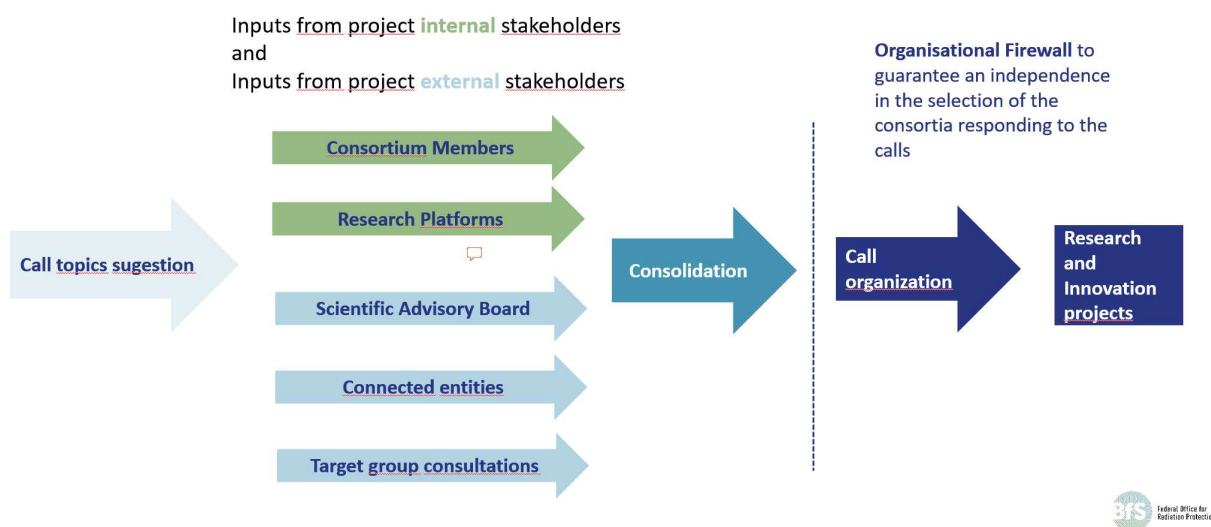 Inputs from project internal stakeholders
and
Inputs from project external stakeholders
Organisational Firewall to
guarantee an independence
in the selection of the
consortia responding to the
calls
Call topics sugestion
Consortium Members
Research Platforms
Scientific Advisory Board
Connected entities
Target group consultations
Consolidation
Call
organization
Research
and
Innovation
projects
BfS
Federal Office for
Radiation Protectio